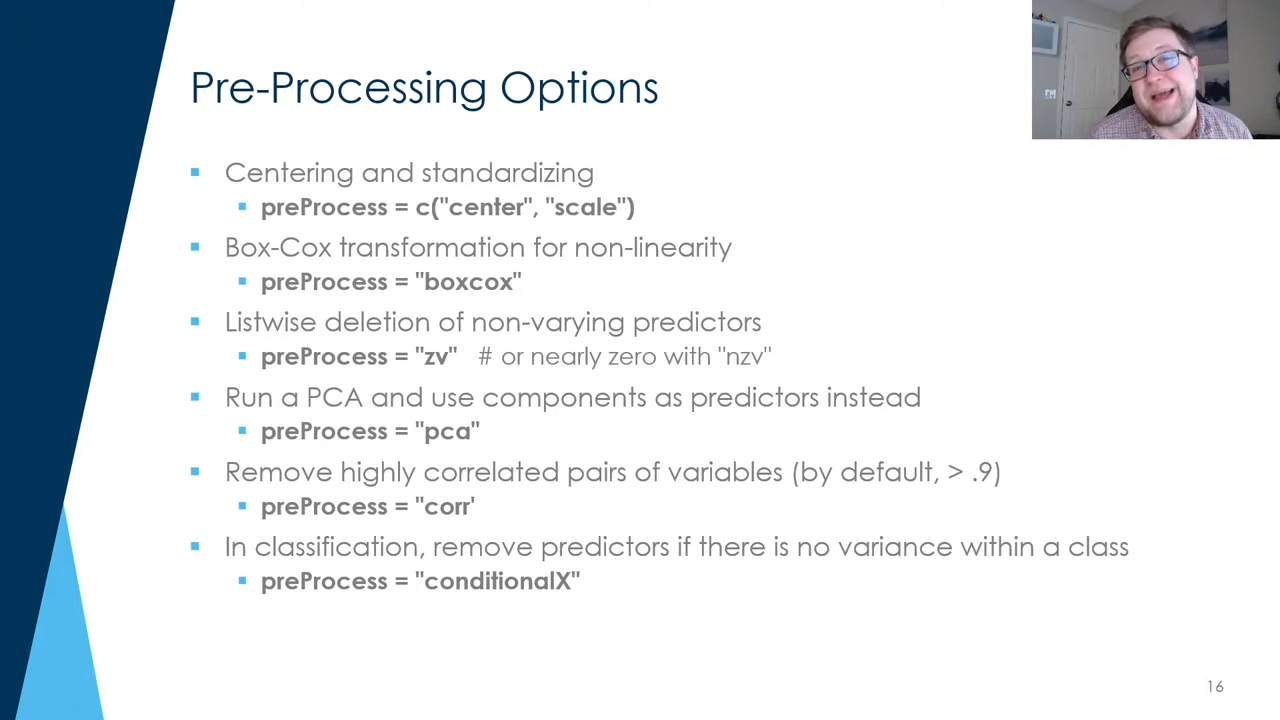 Pre-Processing Options
Centering and standardizing
preProcess = c("center", "scale")
Box-Cox transformation for non-linearity
preProcess = "boxcox"
Listwise deletion of non-varying predictors
preProcess = "zv" # or nearly zero with "nzv"
Run a PCA and use components as predictors instead
preProcess = "pca"
Remove highly correlated pairs of variables (by default, > .9)
preProcess = "corr'
In classification, remove predictors if there is no variance within a class
preProcess = "conditionalX"
16